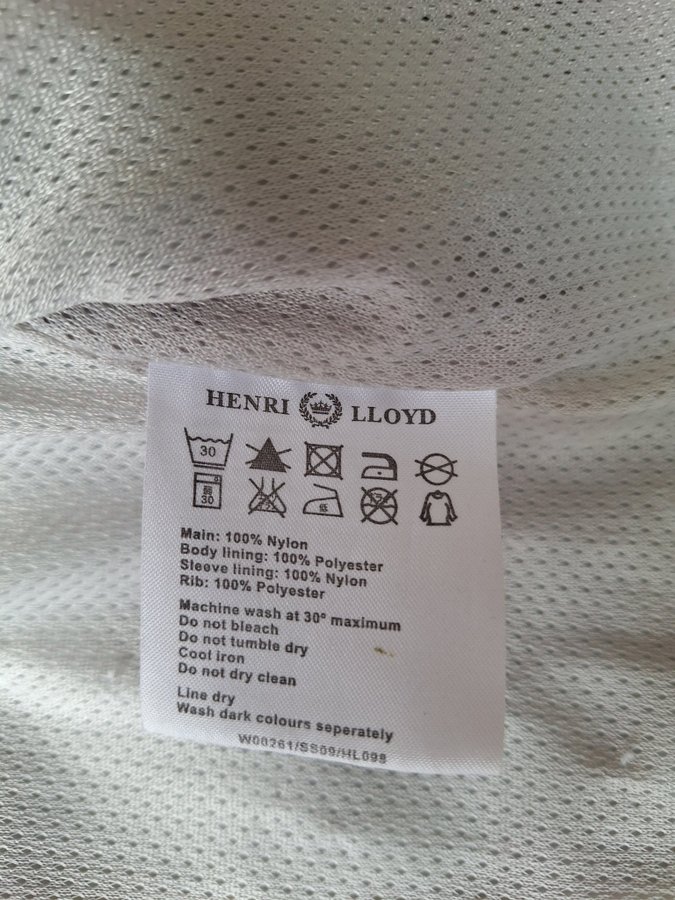 HENRI LLOYD
30
30 低
Main: 100% Nylon
Body lining: 100% Polyester
Sleeve lining: 100% Nylon
Rib: 100% Polyester
Machine wash at 30º maximum
Do not bleach
Do not tumble dry
Cool iron
Do not dry clean
Line dry
Wash dark colours seperately
W00261/SS09/HL098